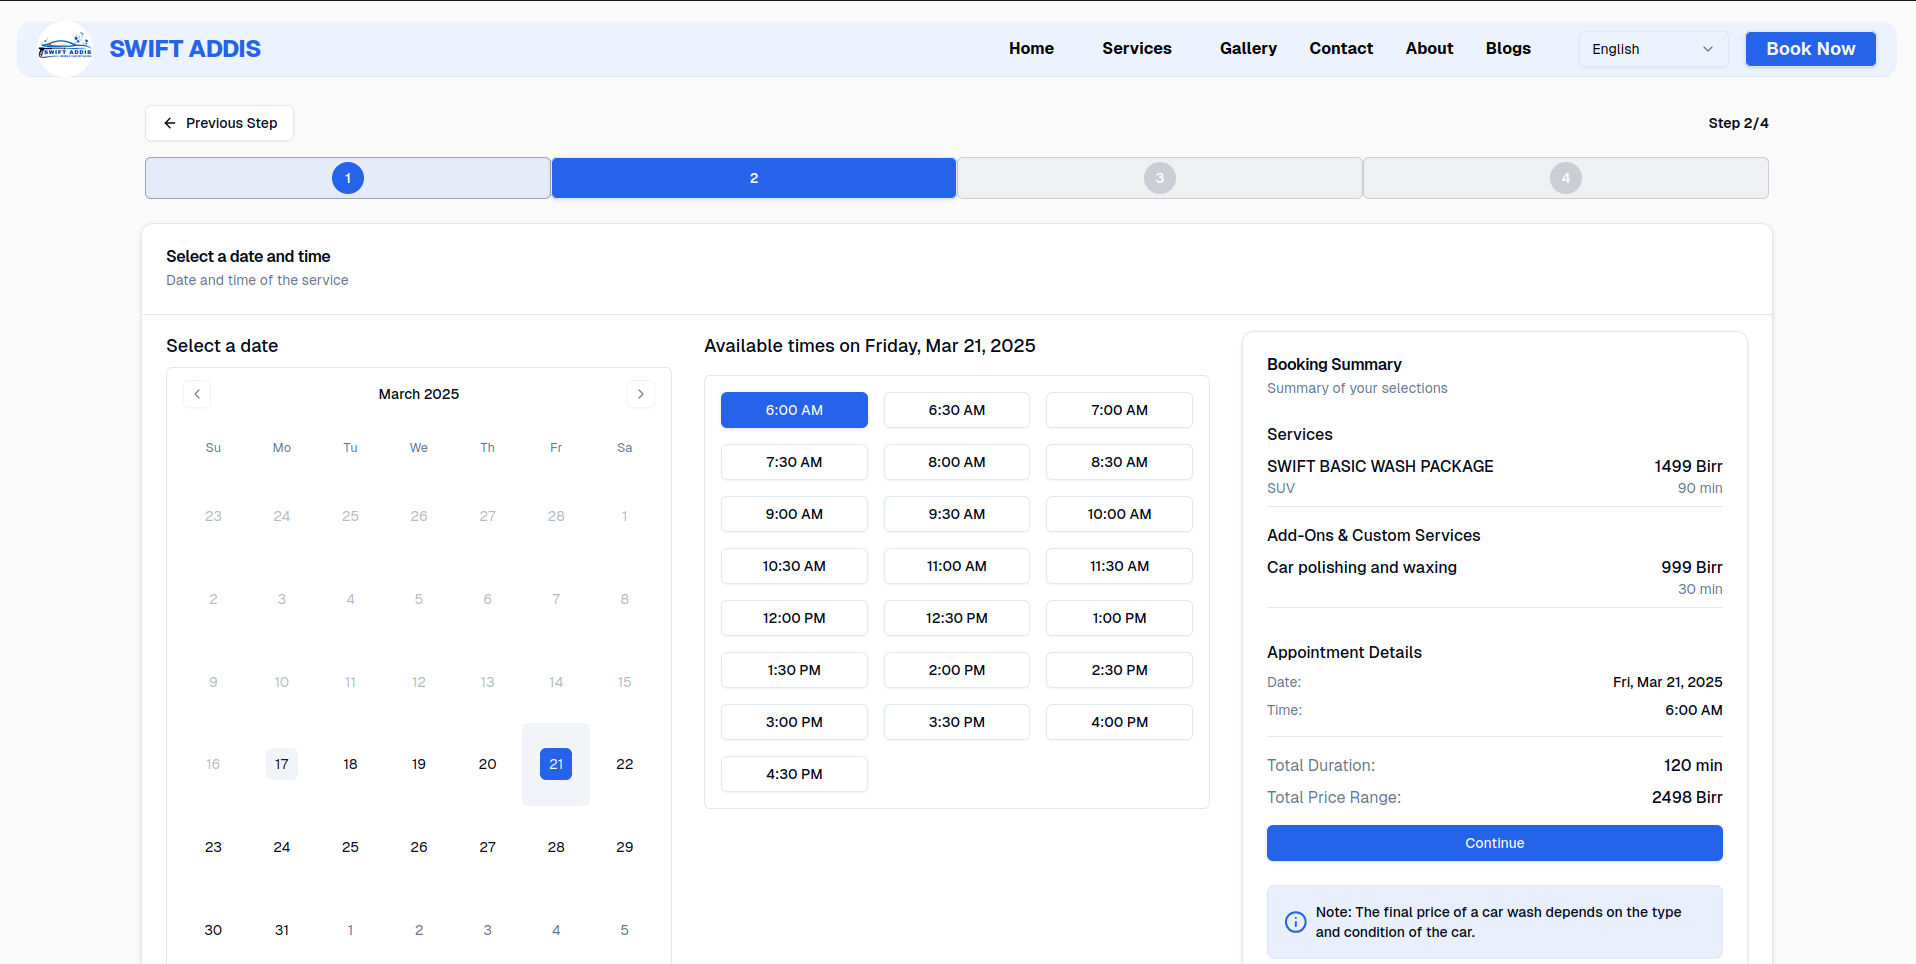 SWIFT ADDIS
SWIFT ADDIS
Home Services Gallery Contact About Blogs
English
Book Now
Previous Step
Step 2/4
1
2
3
4
Select a date and time
Date and time of the service
Select a date
March 2025
Su Mo Tu We Th Fr Sa
23 24 25 26 27 28 1
2 3 4 5 6 7 8
9 10 11 12 13 14 15
16 17 18 19 20 21 22
23 24 25 26 27 28 29
30 31 1 2 3 4 5
Available times on Friday, Mar 21, 2025
6:00 AM 6:30 AM 7:00 AM
7:30 AM 8:00 AM 8:30 AM
9:00 AM 9:30 AM 10:00 AM
10:30 AM 11:00 AM 11:30 AM
12:00 PM 12:30 PM 1:00 PM
1:30 PM 2:00 PM 2:30 PM
3:00 PM 3:30 PM 4:00 PM
4:30 PM
Booking Summary
Summary of your selections
Services
SWIFT BASIC WASH PACKAGE 1499 Birr
SUV 90 min
Add-Ons & Custom Services
Car polishing and waxing 999 Birr
30 min
Appointment Details
Date: Fri, Mar 21, 2025
Time: 6:00 AM
Total Duration: 120 min
Total Price Range: 2498 Birr
Continue
Note: The final price of a car wash depends on the type
and condition of the car.